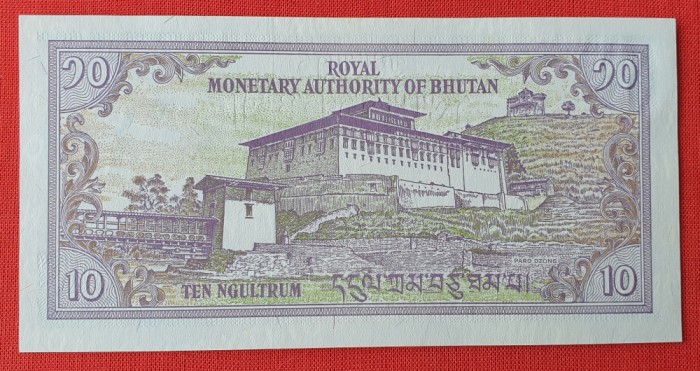 ༡༠ ༡༠
ROYAL
MONETARY AUTHORITY OF BHUTAN
PARO DZONG
10 TEN NGULTRUM དངུལ་ཀྲམ་བཅུ་ཐམ་པ། 10